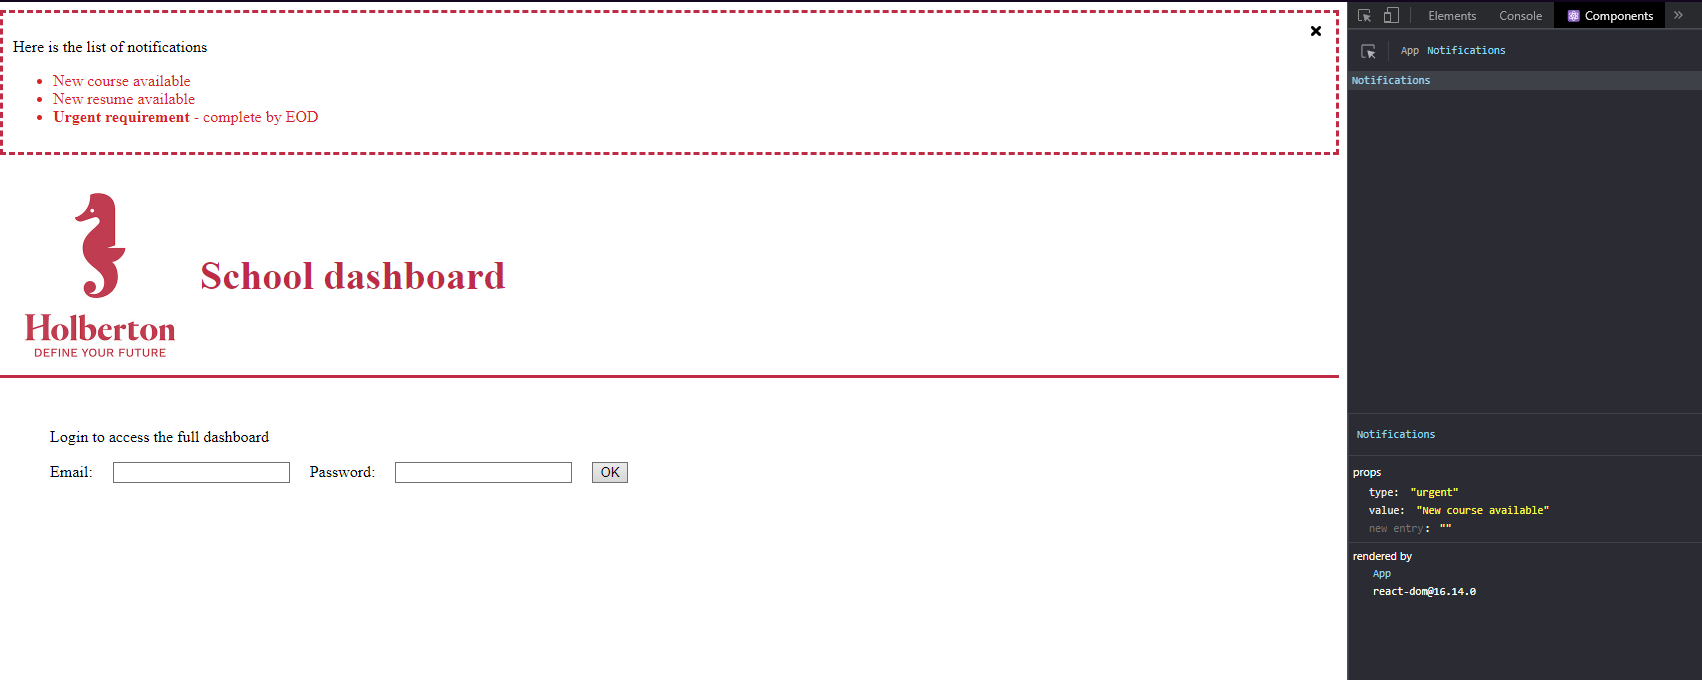 Here is the list of notifications
New course available
New resume available
Urgent requirement - complete by EOD
Holberton
DEFINE YOUR FUTURE
School dashboard
Login to access the full dashboard
Email: Password: OK
Elements Console Components »
App Notifications
Notifications
Notifications
props
type: "urgent"
value: "New course available"
new entry: ""
rendered by
App
react-dom@16.14.0